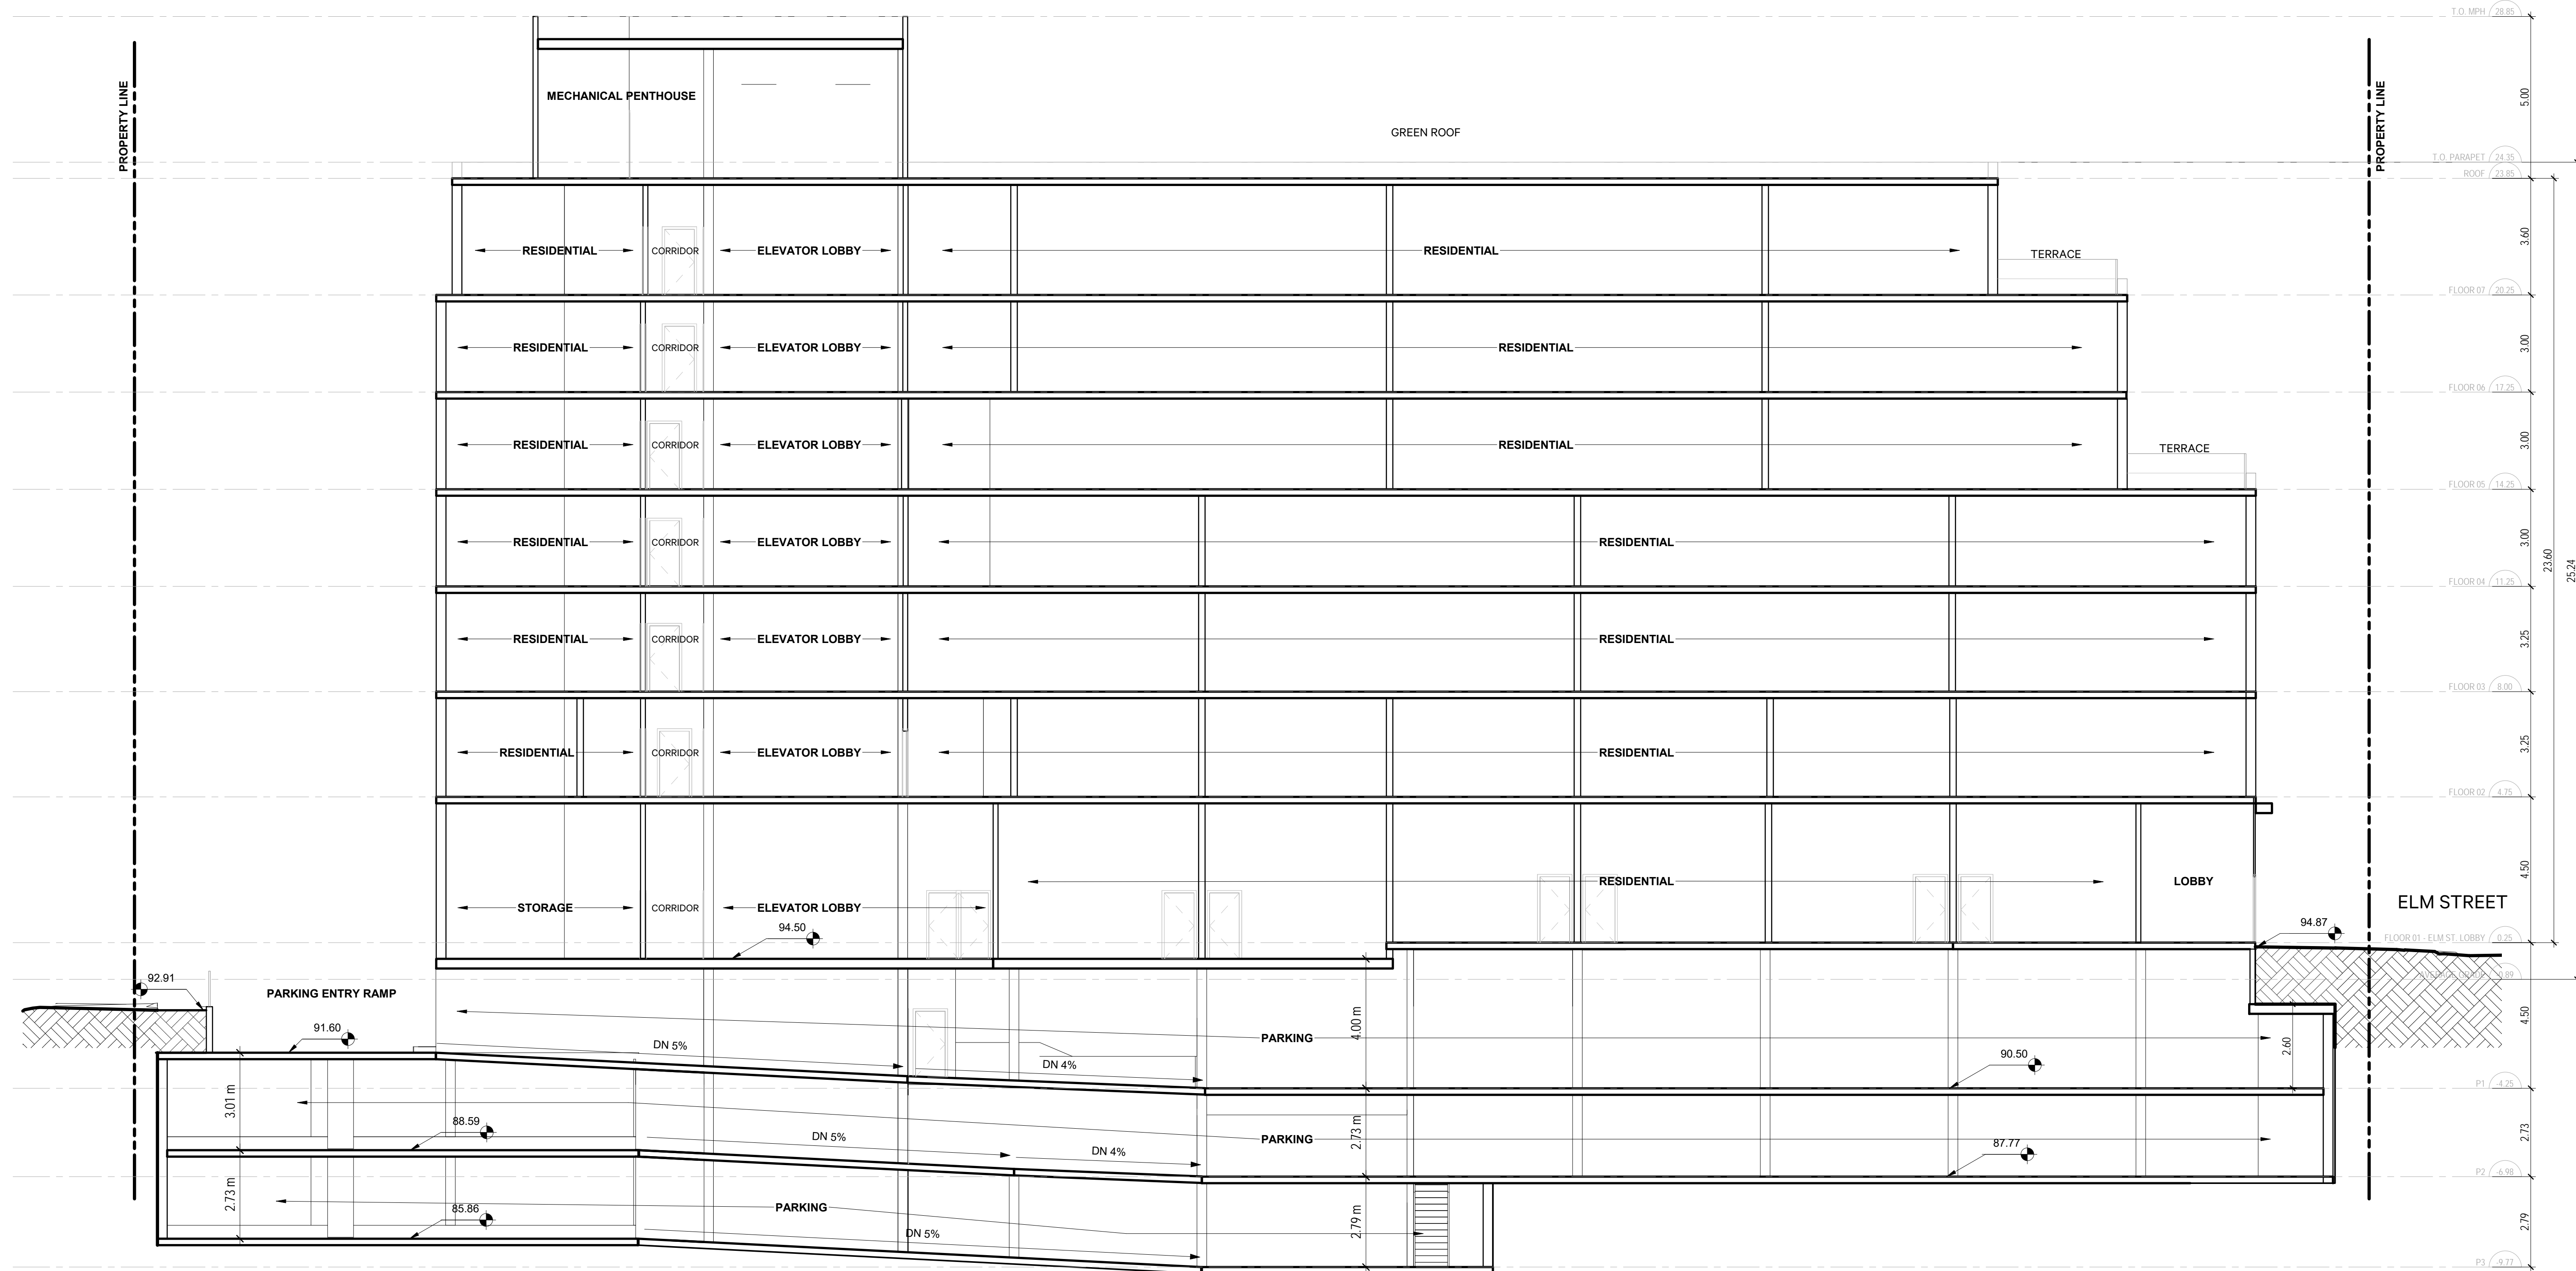 T.O. MPH 28.85
PROPERTY LINE
PROPERTY LINE
MECHANICAL PENTHOUSE
5.00
GREEN ROOF
T.O. PARAPET 24.35
ROOF 23.85
RESIDENTIAL CORRIDOR ELEVATOR LOBBY RESIDENTIAL TERRACE
3.60
FLOOR 07 20.25
RESIDENTIAL CORRIDOR ELEVATOR LOBBY RESIDENTIAL
3.00
FLOOR 06 17.25
RESIDENTIAL CORRIDOR ELEVATOR LOBBY RESIDENTIAL TERRACE
3.00
FLOOR 05 14.25
RESIDENTIAL CORRIDOR ELEVATOR LOBBY RESIDENTIAL
3.00
23.60
25.24
FLOOR 04 11.25
RESIDENTIAL CORRIDOR ELEVATOR LOBBY RESIDENTIAL
3.25
FLOOR 03 8.00
RESIDENTIAL CORRIDOR ELEVATOR LOBBY RESIDENTIAL
3.25
FLOOR 02 4.75
RESIDENTIAL LOBBY
4.50
STORAGE CORRIDOR ELEVATOR LOBBY
ELM STREET
94.50
94.87
FLOOR 01 - ELM ST. LOBBY 0.25
92.91
AVERAGE GRADE -0.89
PARKING ENTRY RAMP
91.60
4.00 m
4.50
PARKING
DN 5%
DN 4%
90.50
2.60
P1 -4.25
3.01 m
88.59
DN 5%
DN 4%
2.73 m
PARKING
87.77
2.73
P2 -6.98
2.73 m
85.86
PARKING
DN 5%
2.79 m
2.79
P3 -9.77